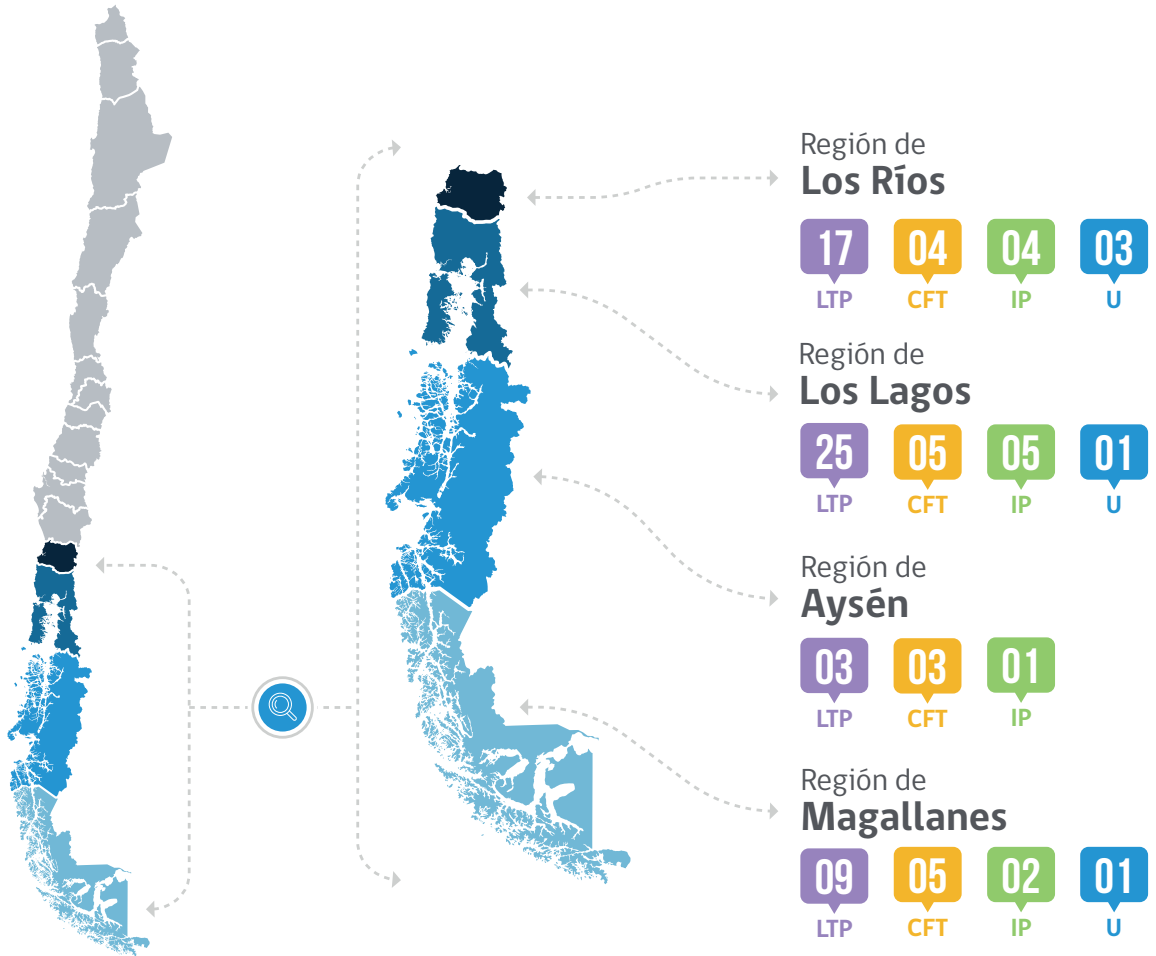 Región de
Los Ríos
17 04 04 03
LTP CFT IP U
Región de
Los Lagos
25 05 05 01
LTP CFT IP U
Región de
Aysén
03 03 01
LTP CFT IP
Región de
Magallanes
09 05 02 01
LTP CFT IP U